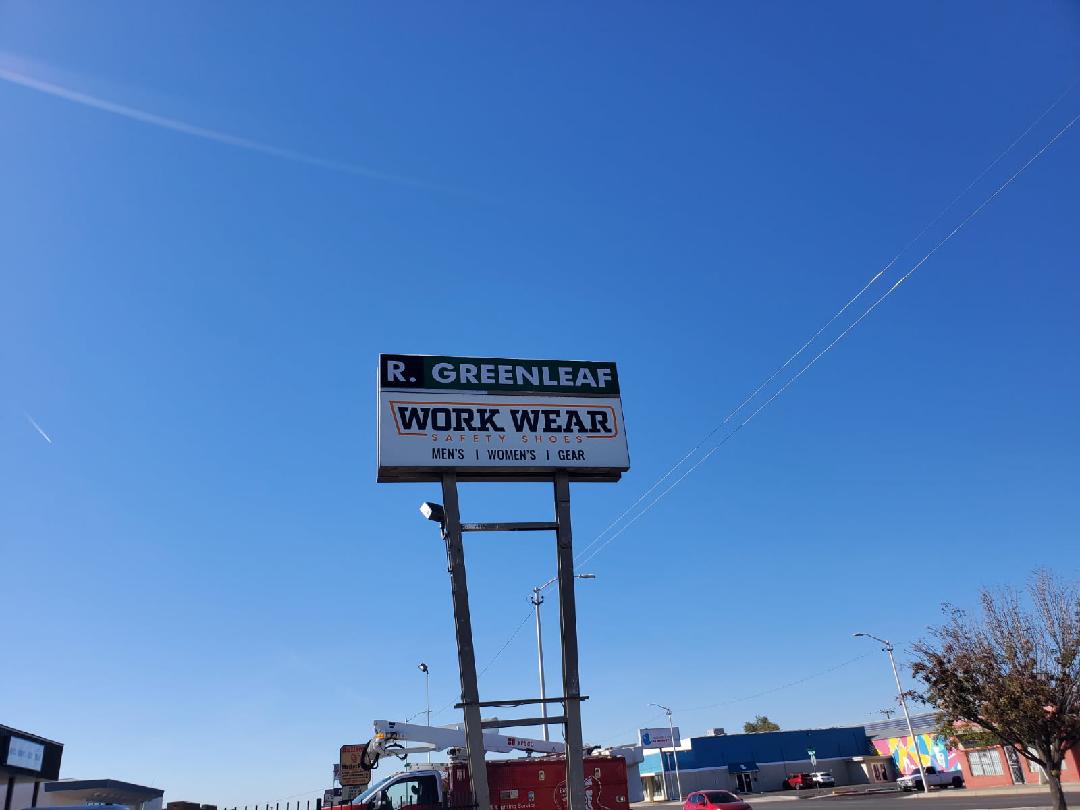 R. GREENLEAF
WORK WEAR
SAFETY SHOES
MEN'S | WOMEN'S | GEAR